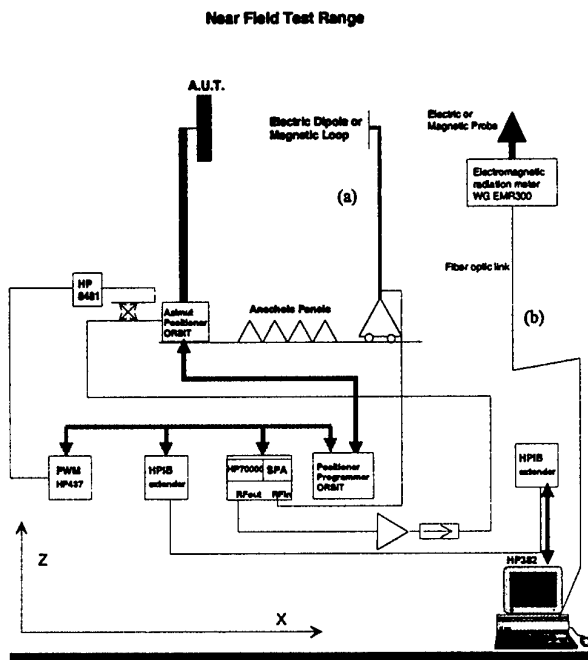 Near Field Test Range
A.U.T.
Electric Dipole or
Magnetic Loop
Electric or
Magnetic Probe
(a)
Electromagnetic
radiation meter
WG EMR300
Fiber optic link
(b)
HP
8481
Azimut
Positioner
ORBIT
Anechoic Panels
PWM
HP437
HPIB
extender
HP70000
SPA
RFout
RFin
Positioner
Programmer
ORBIT
HPIB
extender
HP382
Z
X